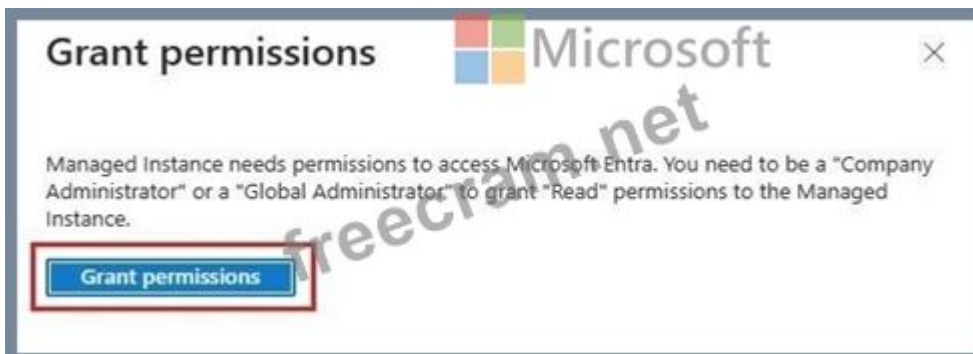 Grant permissions
Microsoft
Managed Instance needs permissions to access Microsoft Entra. You need to be a "Company
Administrator" or a "Global Administrator" to grant "Read" permissions to the Managed
Instance.
freecram.net
Grant permissions